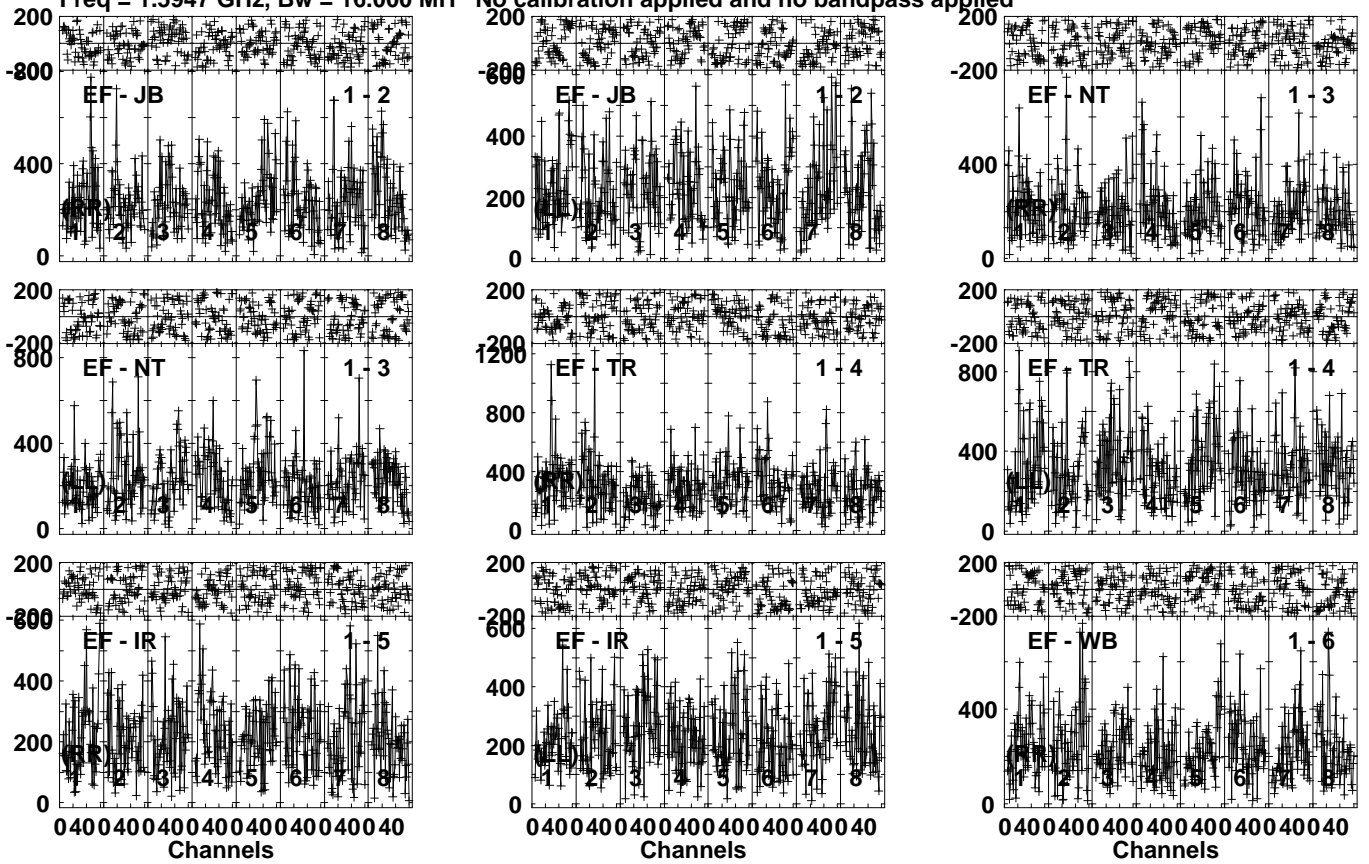 Freq = 1.5947 GHz, Bw = 16.000 MH No calibration applied and no bandpass applied
200 200 200
-200 -200 -200
800 600
EF - JB 1 - 2 EF - JB 1 - 2 EF - NT 1 - 3
400 400 400
200
(RR) (LL) (RR)
1 2 3 4 5 6 7 8 1 2 3 4 5 6 7 8 1 2 3 4 5 6 7 8
0 0 0
200 200 200
-200 -200 -200
800 1200
EF - NT 1 - 3 EF - TR 1 - 4 EF - TR 1 - 4
800 800
400 400 400
(LL) (RR) (LL)
1 2 3 4 5 6 7 8 1 2 3 4 5 6 7 8 1 2 3 4 5 6 7 8
0 0 0
200 200 200
-200 -200 -200
600 600
EF - IR 1 - 5 EF - IR 1 - 5 EF - WB 1 - 6
400 400 400
200 200
(RR) (LL) (RR)
1 2 3 4 5 6 7 8 1 2 3 4 5 6 7 8 1 2 3 4 5 6 7 8
0 0 0
0 40 0 40 0 40 0 40 0 40 0 40 0 40 0 40 0 40 0 40 0 40 0 40 0 40 0 40 0 40 0 40 0 40 0 40 0 40 0 40 0 40 0 40 0 40 0 40
Channels Channels Channels